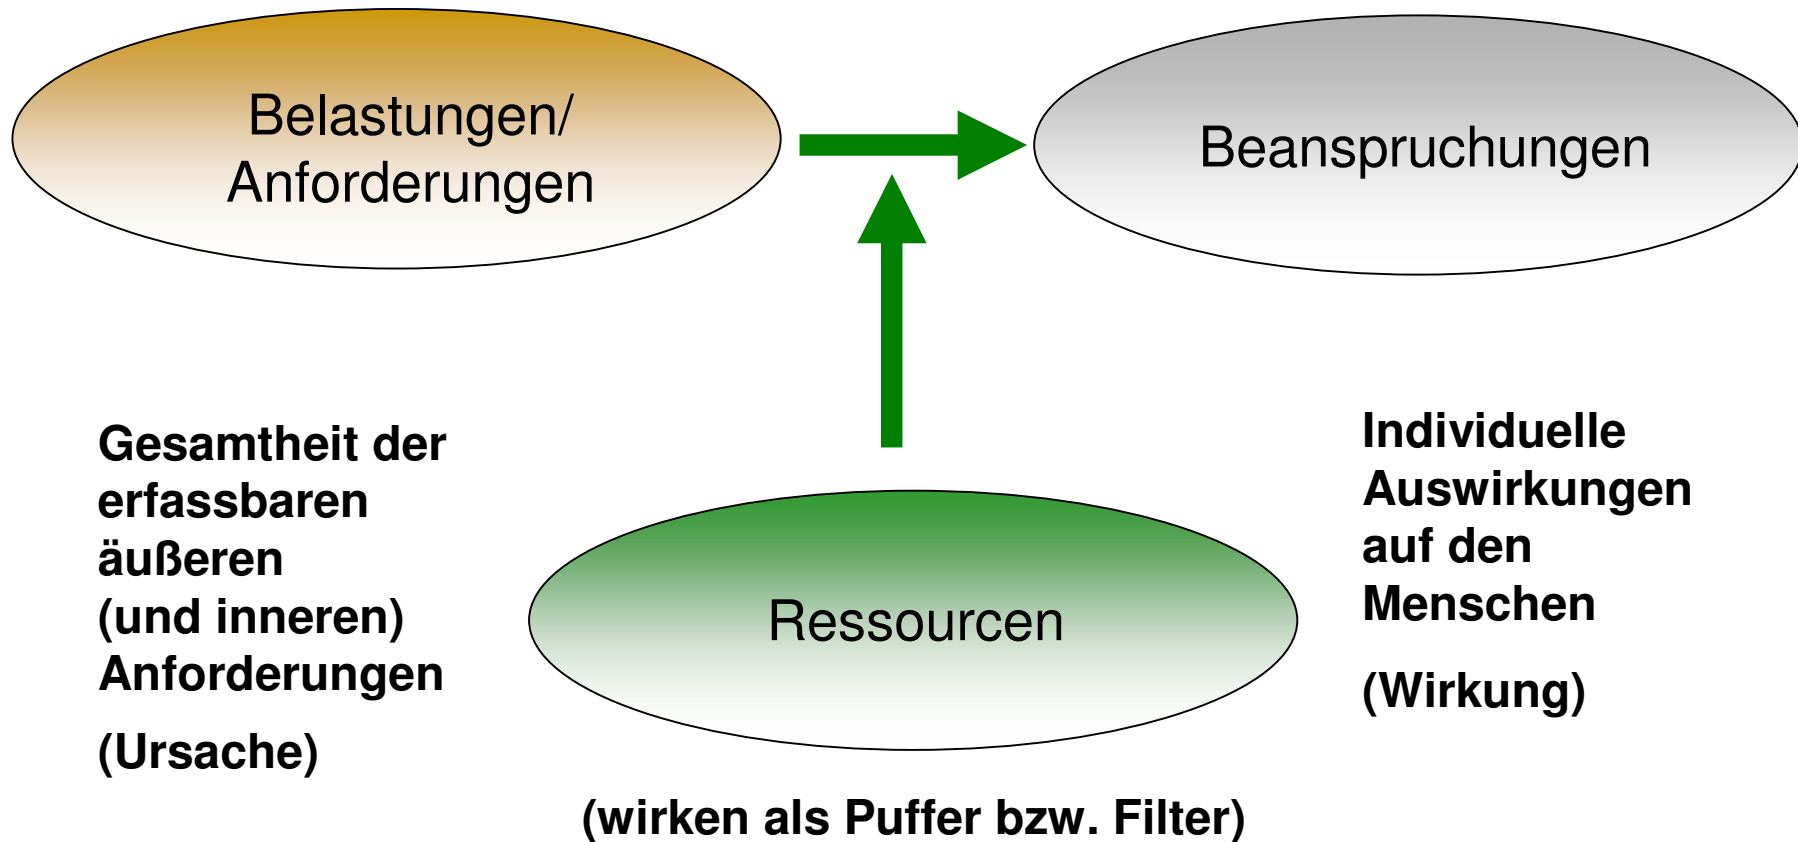 Belastungen/
Anforderungen
Beanspruchungen
Gesamtheit der
erfassbaren
äußeren
(und inneren)
Anforderungen
(Ursache)
Ressourcen
(wirken als Puffer bzw. Filter)
Individuelle
Auswirkungen
auf den
Menschen
(Wirkung)